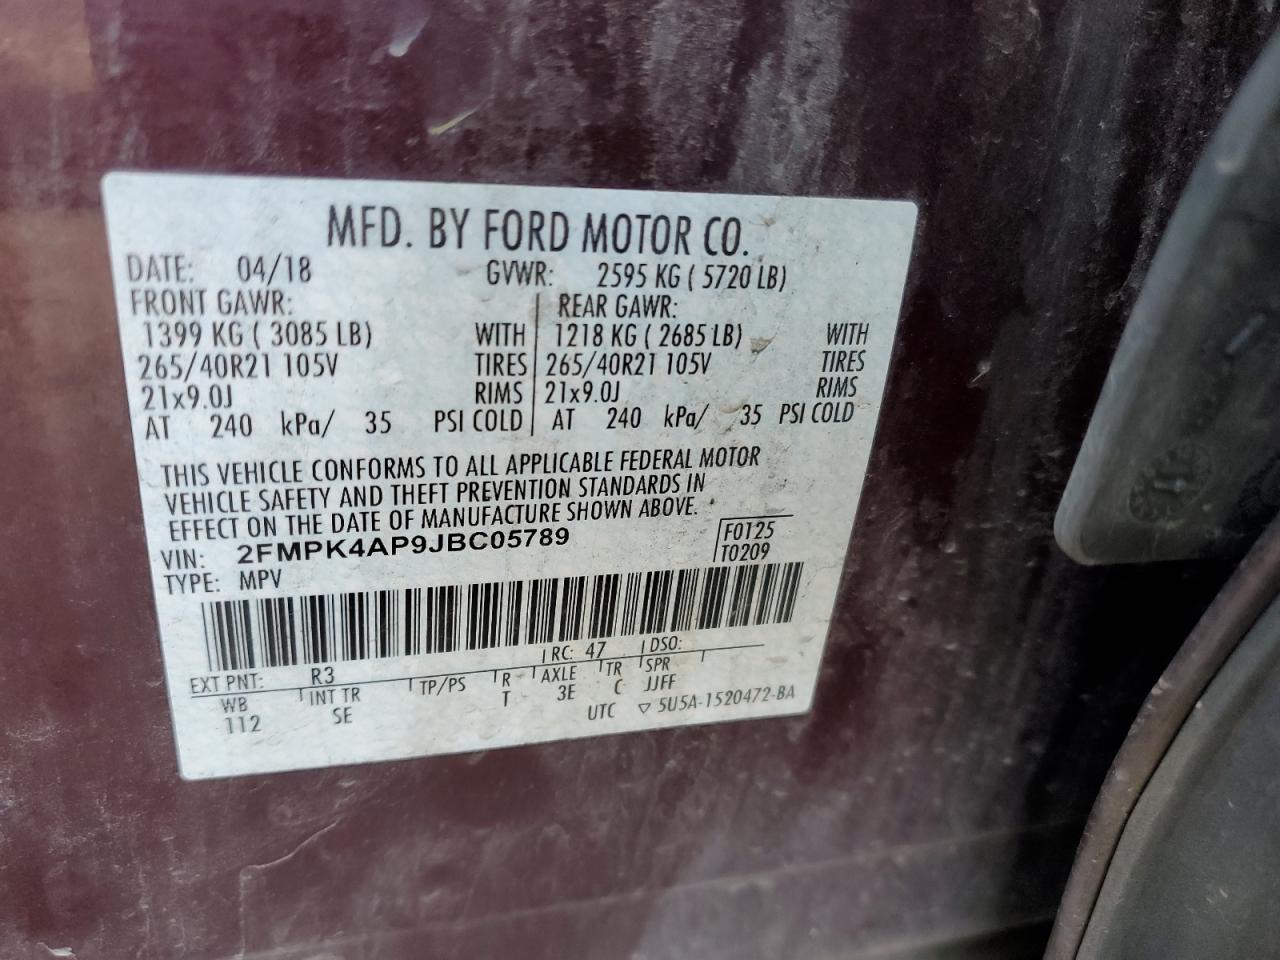 MFD. BY FORD MOTOR CO.
DATE: 04/18 GVWR: 2595 KG ( 5720 LB)
FRONT GAWR: REAR GAWR:
1399 KG ( 3085 LB) WITH 1218 KG ( 2685 LB) WITH
265/40R21 105V TIRES 265/40R21 105V TIRES
21x9.0J RIMS 21x9.0J RIMS
AT 240 kPa/ 35 PSI COLD AT 240 kPa/ 35 PSI COLD
THIS VEHICLE CONFORMS TO ALL APPLICABLE FEDERAL MOTOR
VEHICLE SAFETY AND THEFT PREVENTION STANDARDS IN
EFFECT ON THE DATE OF MANUFACTURE SHOWN ABOVE.
VIN: 2FMPK4AP9JBC05789 F0125
TYPE: MPV T0209
EXT PNT: R3 RC: 47 DSO:
WB INT TR TP/PS R AXLE TR SPR
112 SE T 3E C JJFF
UTC ▽ 5U5A-1520472-BA